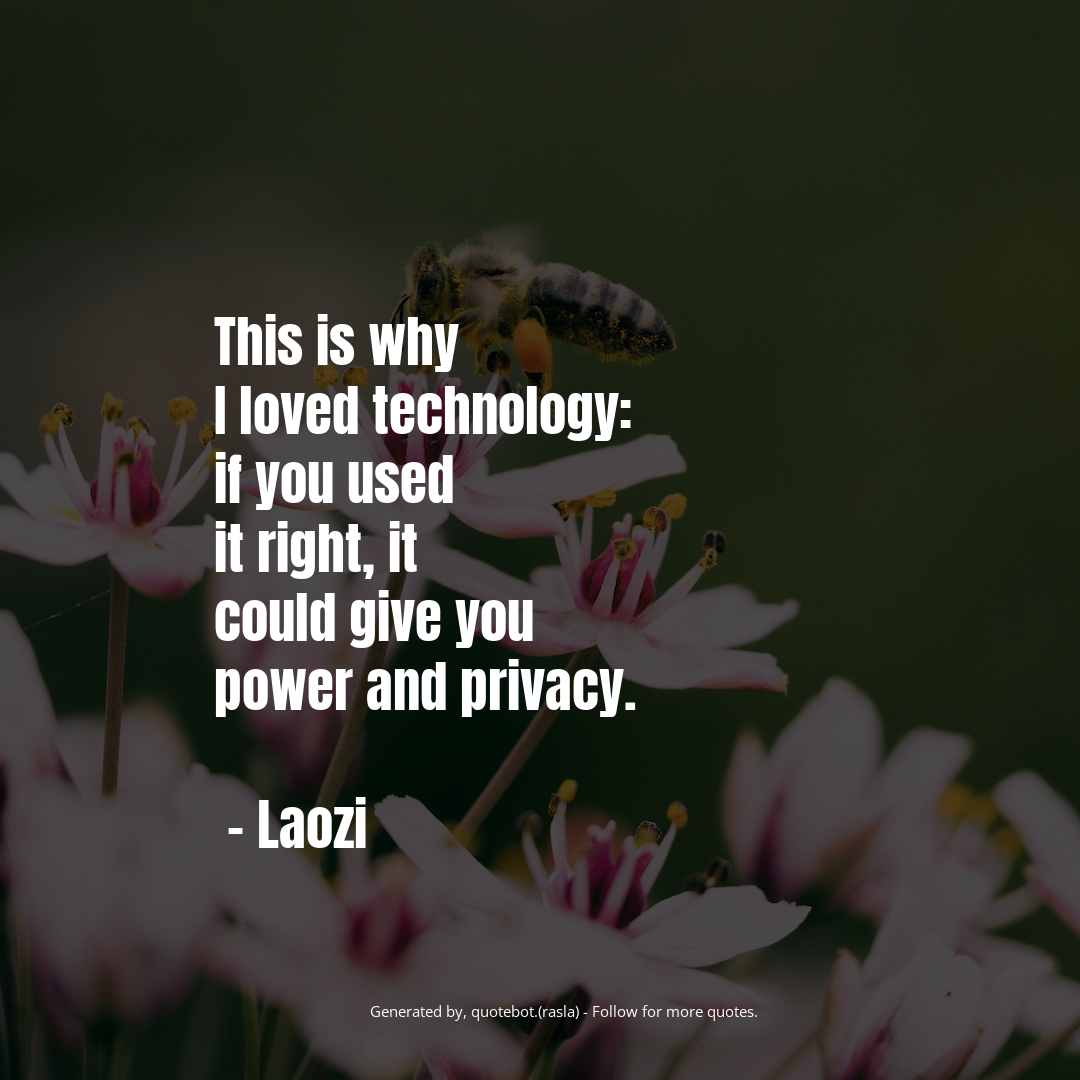 This is why
I loved technology:
if you used
it right, it
could give you
power and privacy.
- Laozi
Generated by, quotebot.(rasla) - Follow for more quotes.